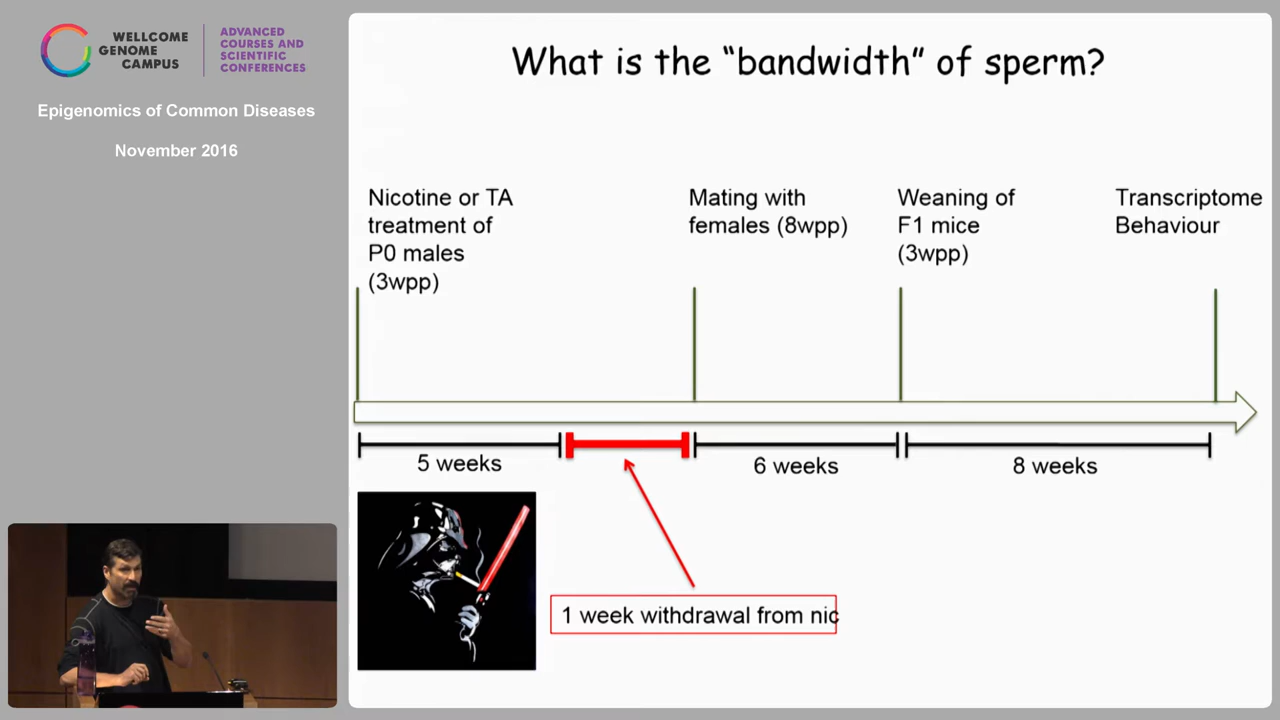 WELLCOME
GENOME
CAMPUS
ADVANCED
COURSES AND
SCIENTIFIC
CONFERENCES
Epigenomics of Common Diseases
November 2016
What is the “bandwidth” of sperm?
Nicotine or TA
treatment of
P0 males
(3wpp)
Mating with
females (8wpp)
Weaning of
F1 mice
(3wpp)
Transcriptome
Behaviour
5 weeks
6 weeks
8 weeks
1 week withdrawal from nic